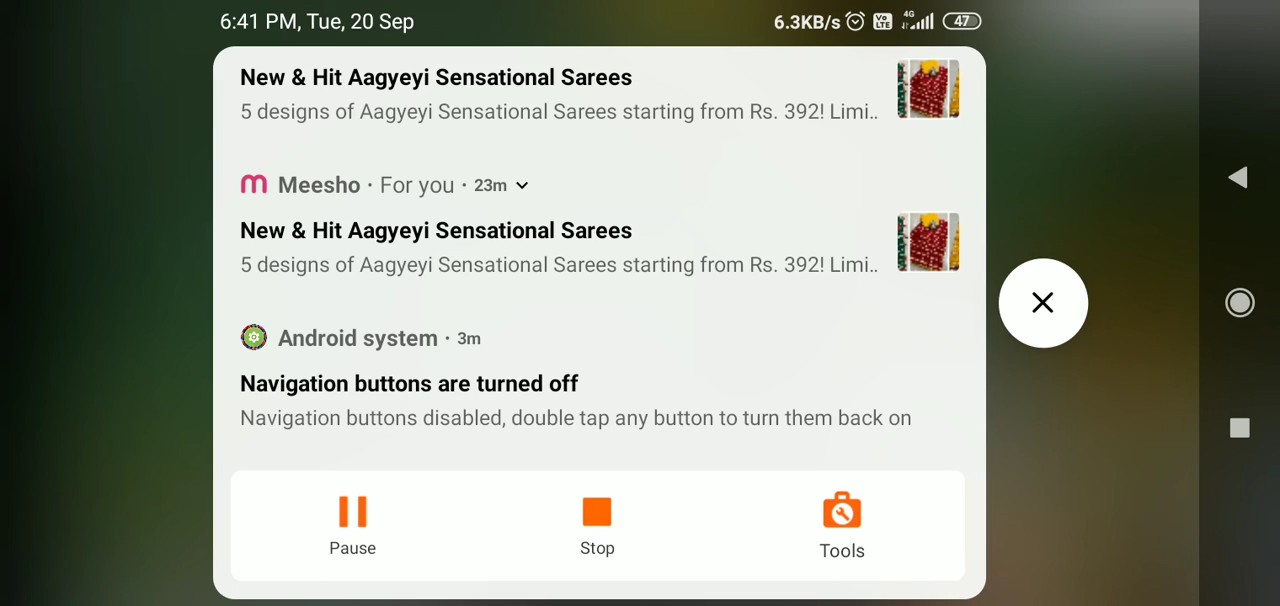 6:41 PM, Tue, 20 Sep
6.3KB/s Vo LTE 4G 47
New & Hit Aagyeyi Sensational Sarees
5 designs of Aagyeyi Sensational Sarees starting from Rs. 392! Limi..
Meesho · For you · 23m
New & Hit Aagyeyi Sensational Sarees
5 designs of Aagyeyi Sensational Sarees starting from Rs. 392! Limi..
Android system · 3m
Navigation buttons are turned off
Navigation buttons disabled, double tap any button to turn them back on
Pause
Stop
Tools